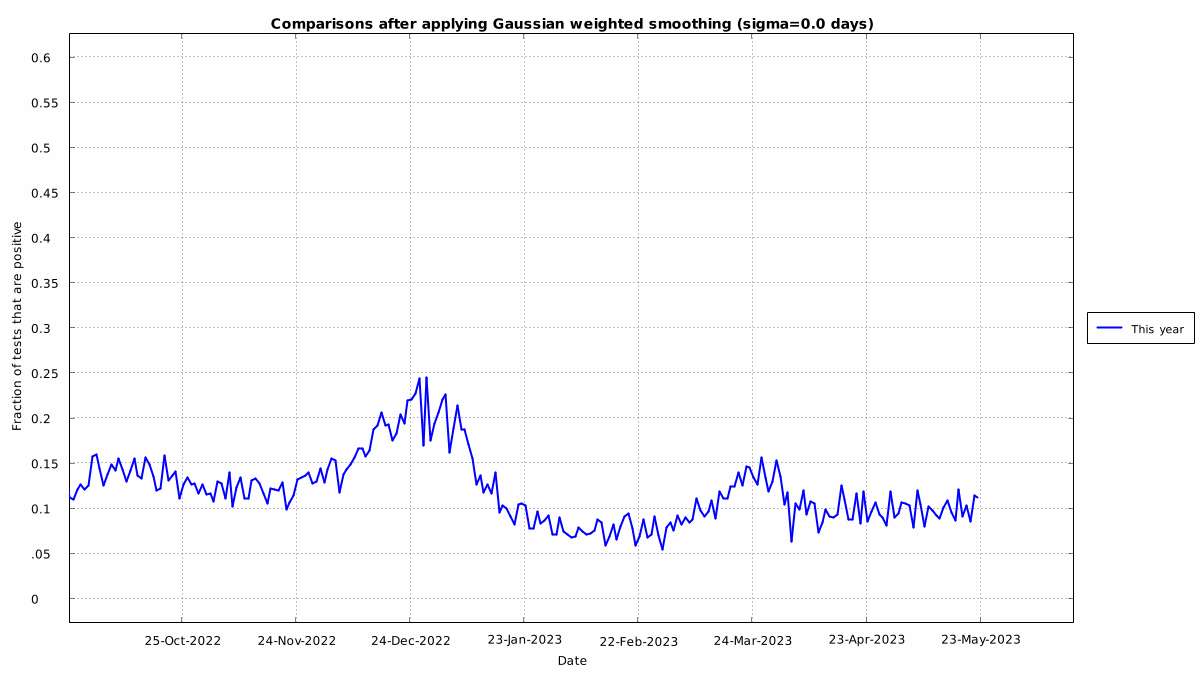 Comparisons after applying Gaussian weighted smoothing (sigma=0.0 days)
0.6
0.55
0.5
0.45
0.4
0.35
0.3
0.25
0.2
0.15
0.1
.05
0
Fraction of tests that are positive
This year
25-Oct-2022 24-Nov-2022 24-Dec-2022 23-Jan-2023 22-Feb-2023 24-Mar-2023 23-Apr-2023 23-May-2023
Date